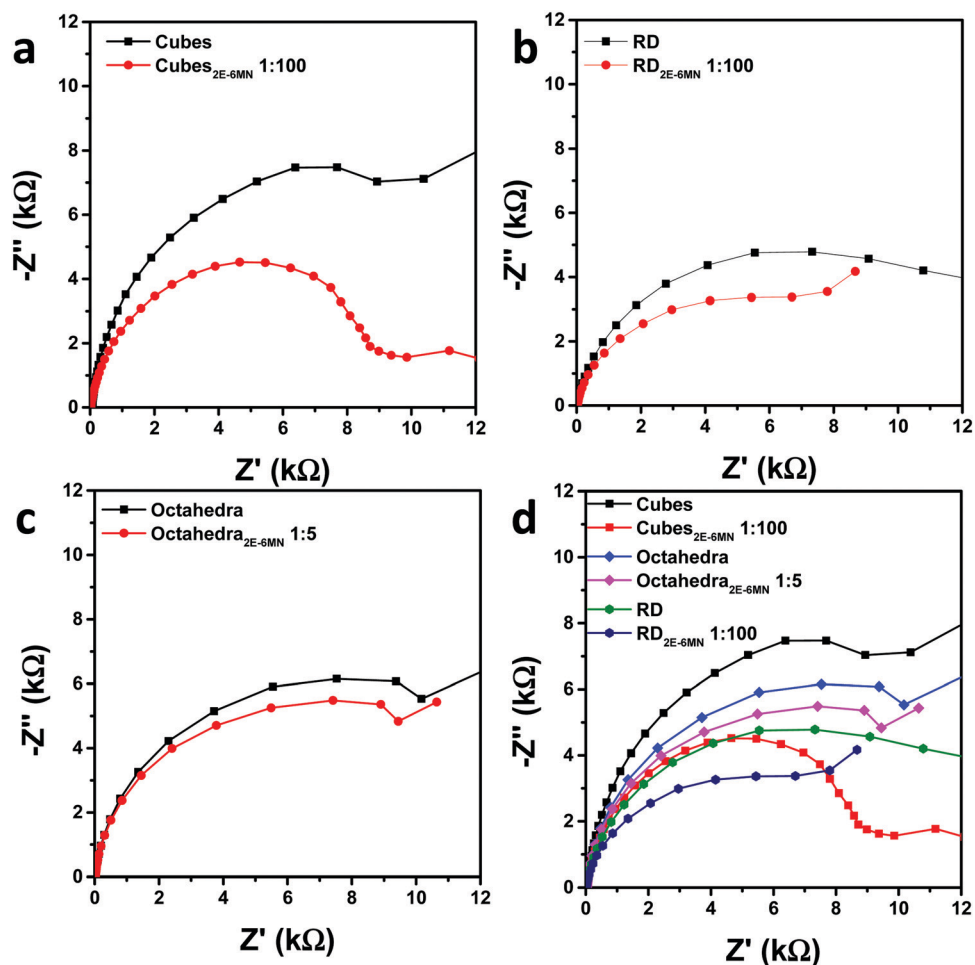 a
Cubes
Cubes2E-6MN 1:100
12
10
8
6
4
2
0
-Z'' (kΩ)
0 2 4 6 8 10 12
Z' (kΩ)
b
RD
RD2E-6MN 1:100
12
10
8
6
4
2
0
-Z'' (kΩ)
0 2 4 6 8 10 12
Z' (kΩ)
c
Octahedra
Octahedra2E-6MN 1:5
12
10
8
6
4
2
0
-Z'' (kΩ)
0 2 4 6 8 10 12
Z' (kΩ)
d
Cubes
Cubes2E-6MN 1:100
Octahedra
Octahedra2E-6MN 1:5
RD
RD2E-6MN 1:100
12
10
8
6
4
2
0
-Z'' (kΩ)
0 2 4 6 8 10 12
Z' (kΩ)